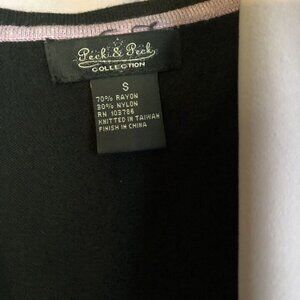 Peck & Peck
COLLECTION
S
70% RAYON
30% NYLON
RN 103786
KNITTED IN TAIWAN
FINISH IN CHINA